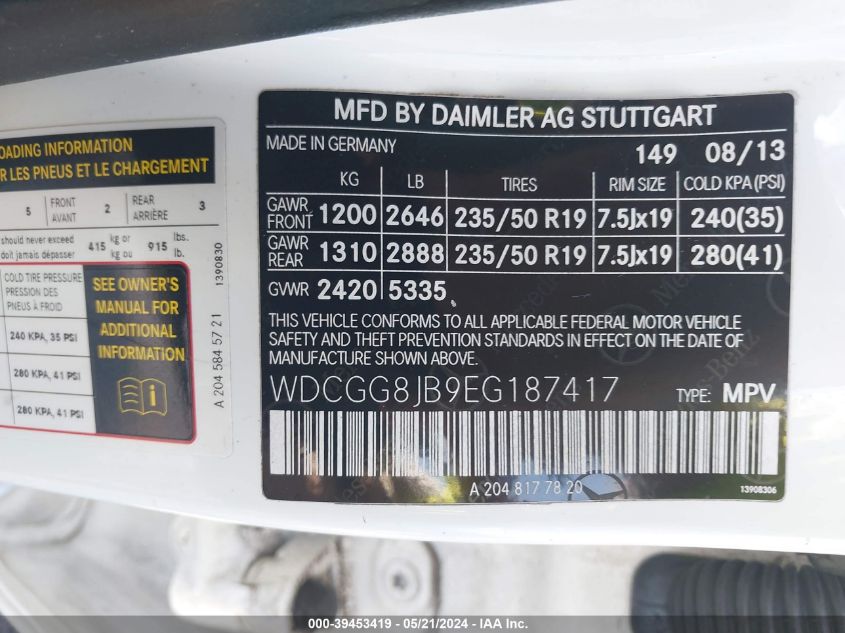 MFD BY DAIMLER AG STUTTGART
MADE IN GERMANY 149 08/13
KG LB TIRES RIM SIZE COLD KPA (PSI)
GAWR FRONT 1200 2646 235/50 R19 7.5Jx19 240(35)
GAWR REAR 1310 2888 235/50 R19 7.5Jx19 280(41)
GVWR 2420 5335
THIS VEHICLE CONFORMS TO ALL APPLICABLE FEDERAL MOTOR VEHICLE
SAFETY AND THEFT PREVENTION STANDARDS IN EFFECT ON THE DATE OF
MANUFACTURE SHOWN ABOVE.
WDCGG8JB9EG187417 TYPE: MPV
A 204 817 78 20
13908306
INFORMATION
LES PNEUS ET LE CHARGEMENT
5 FRONT AVANT 2 REAR ARRIÈRE 3
should never exceed 415 kg or 915 lbs.
doit jamais dépasser kg ou lb.
1390830
COLD TIRE PRESSURE
PRESSION DES
PNEUS À FROID
240 KPA, 35 PSI
280 KPA, 41 PSI
280 KPA, 41 PSI
SEE OWNER'S
MANUAL FOR
ADDITIONAL
INFORMATION
A 204 584 57 21
000-39453419 - 05/21/2024 - IAA Inc.